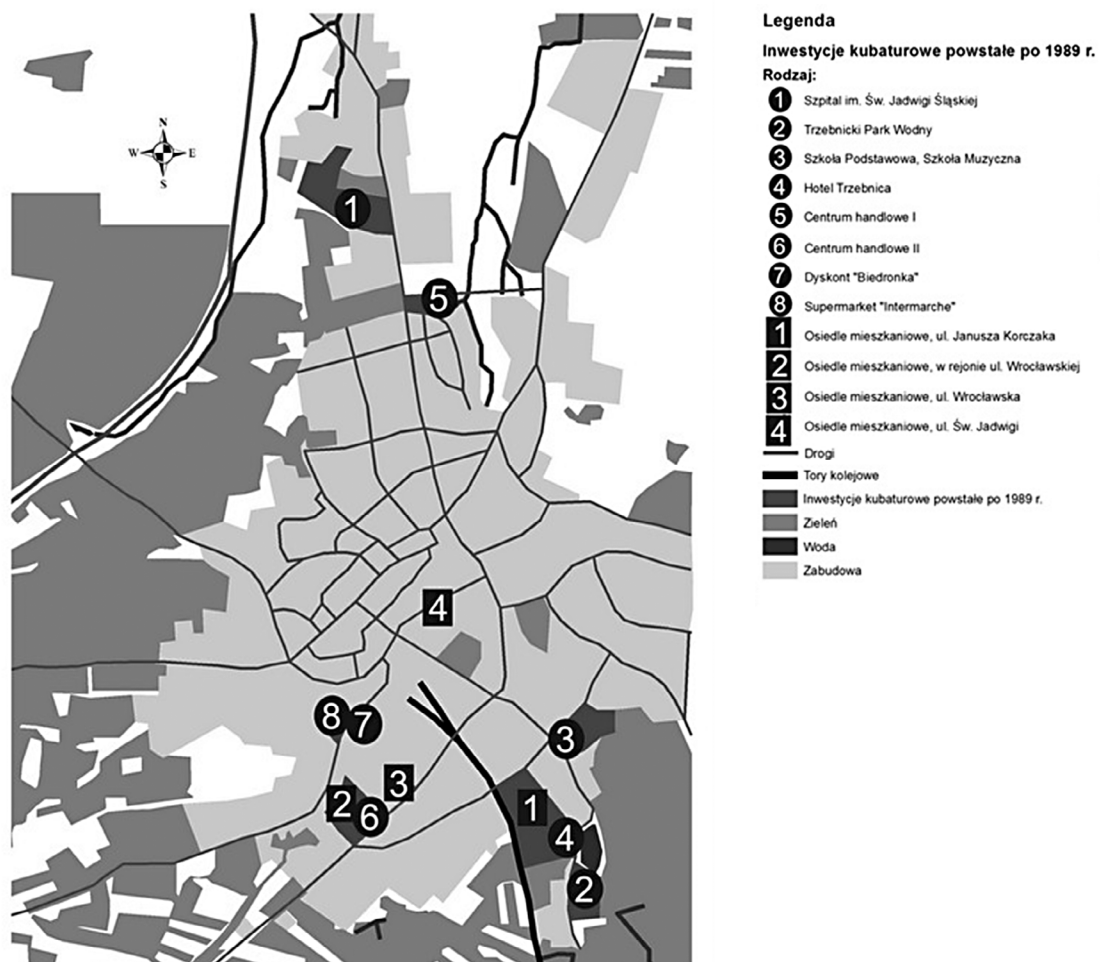 N
W E
S
1
5
4
8
7
3
3
2
6
1
4
2
Legenda
Inwestycje kubaturowe powstałe po 1989 r.
Rodzaj:
1 Szpital im. Św. Jadwigi Śląskiej
2 Trzebnicki Park Wodny
3 Szkoła Podstawowa, Szkoła Muzyczna
4 Hotel Trzebnica
5 Centrum handlowe I
6 Centrum handlowe II
7 Dyskont "Biedronka"
8 Supermarket "Intermarche"
1 Osiedle mieszkaniowe, ul. Janusza Korczaka
2 Osiedle mieszkaniowe, w rejonie ul. Wrocławskiej
3 Osiedle mieszkaniowe, ul. Wrocławska
4 Osiedle mieszkaniowe, ul. Św. Jadwigi
Drogi
Tory kolejowe
Inwestycje kubaturowe powstałe po 1989 r.
Zieleń
Woda
Zabudowa